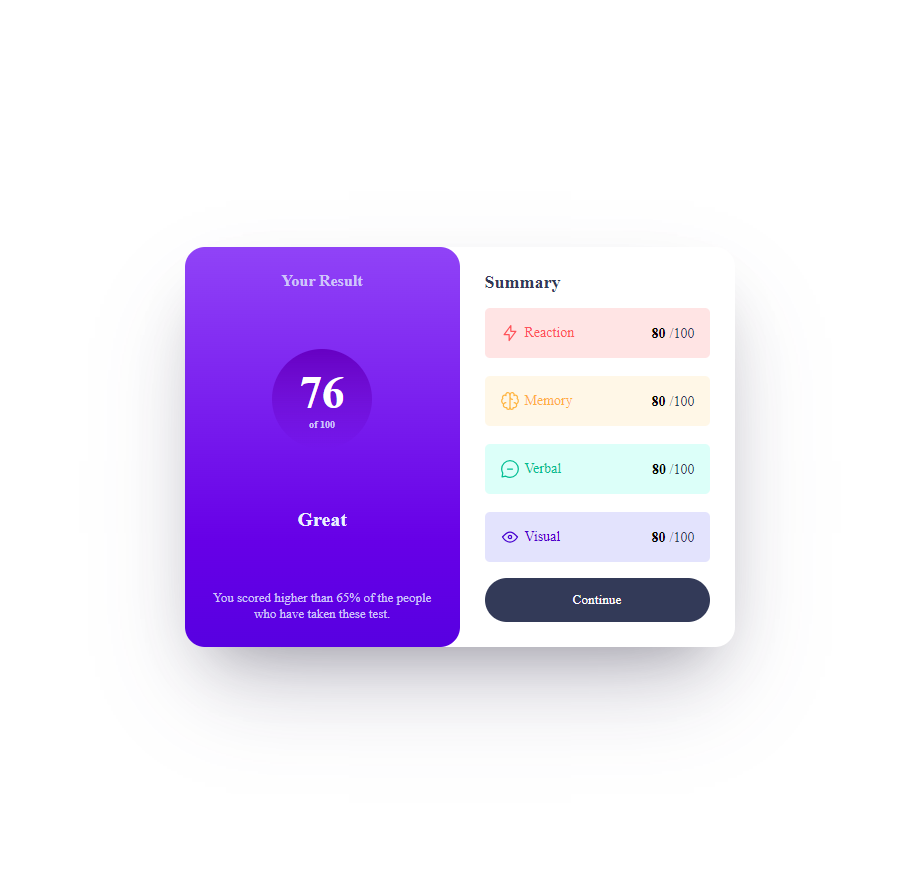 Your Result
76
of 100
Great
You scored higher than 65% of the people
who have taken these test.
Summary
Reaction 80 /100
Memory 80 /100
Verbal 80 /100
Visual 80 /100
Continue